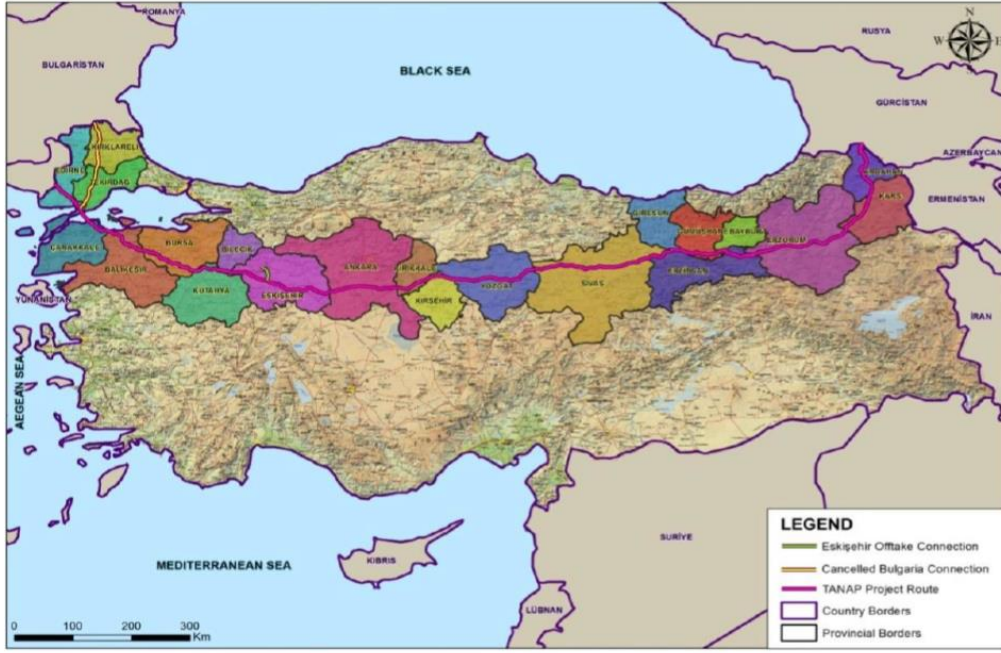 ROMANYA
N
W
E
S
RUSYA
BULGARİSTAN
BLACK SEA
GÜRCİSTAN
KIRKLARELİ
AZERBAYCAN
EDİRNE
TEKİRDAĞ
ARDAHAN
KARS
ERMENİSTAN
GİRESUN
GÜMÜŞHANE
BAYBURT
ÇANAKKALE
BURSA
BİLECİK
ERZURUM
BALIKESİR
ANKARA
KIRIKKALE
ERZİNCAN
YUNANİSTAN
KÜTAHYA
ESKİŞEHİR
KIRŞEHİR
YOZGAT
SİVAS
İRAN
AEGEAN SEA
MEDITERRANEAN SEA
KIBRIS
SURİYE
LÜBNAN
LEGEND
Eskişehir Offtake Connection
Cancelled Bulgaria Connection
TANAP Project Route
Country Borders
Provincial Borders
0 100 200 300
Km